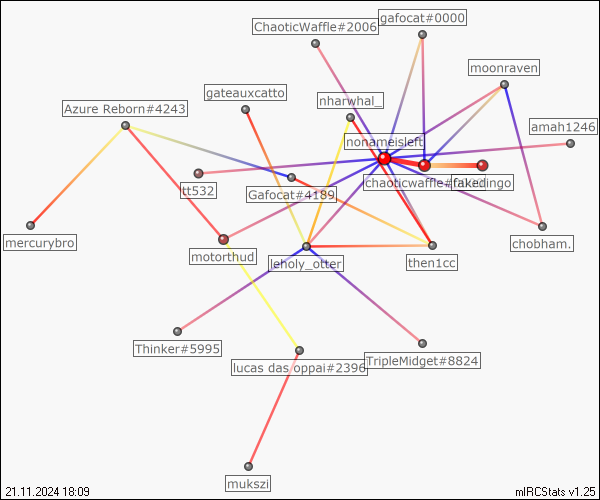 ChaoticWaffle#2006
gafocat#0000
moonraven
gateauxcatto
nharwhal_
Azure Reborn#4243
amah1246
nonameisleft
tt532
Gafocat#4189
chaoticwaffle#
fakedingo
mercurybro
motorthud
leholy_otter
then1cc
chobham.
Thinker#5995
lucas das oppai#2396
TripleMidget#8824
mukszi
21.11.2024 18:09
mIRCStats v1.25